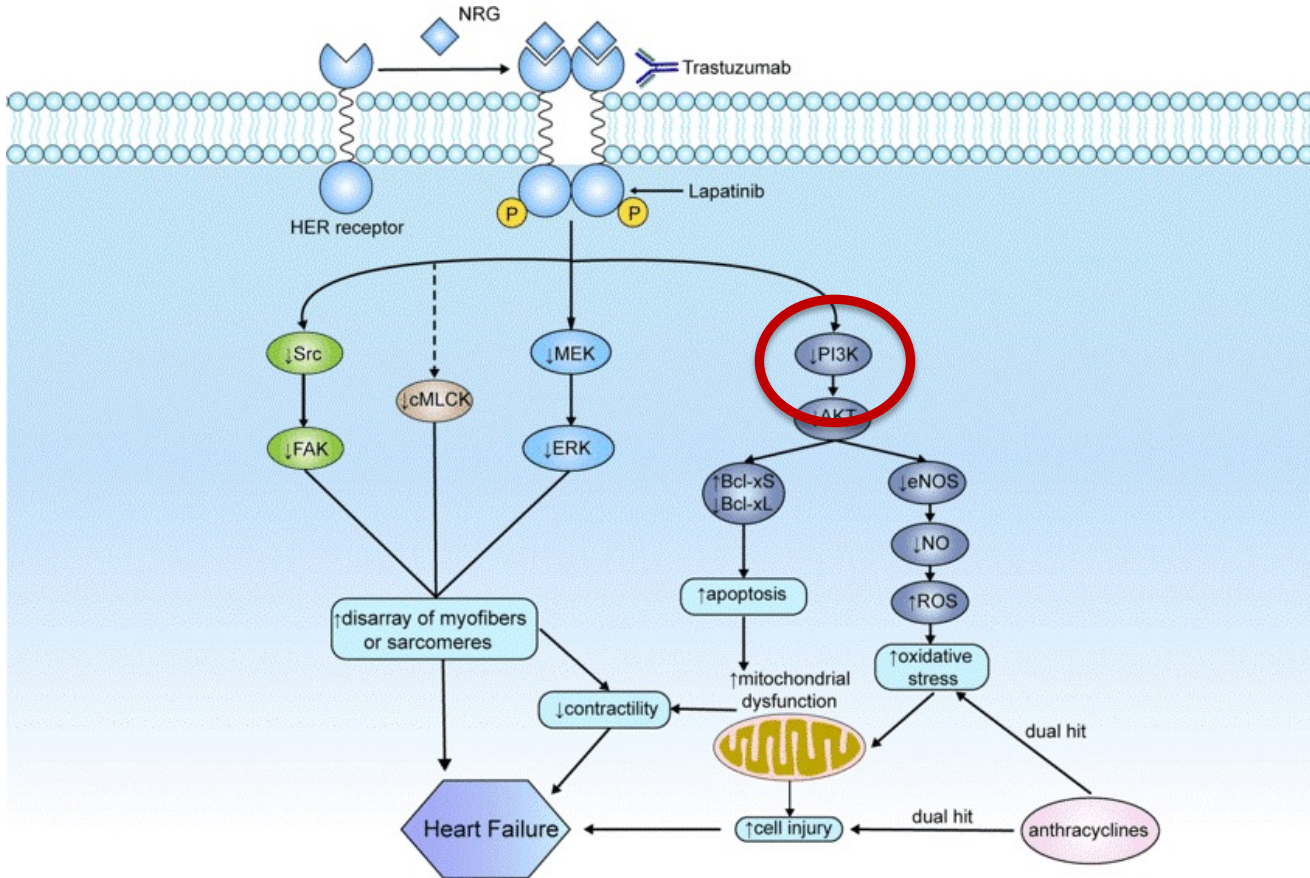 NRG
Trastuzumab
Lapatinib
P
P
HER receptor
↓Src
↓MEK
↓PI3K
↓cMLCK
↓AKT
↓FAK
↓ERK
↑Bcl-xS
↓Bcl-xL
↓eNOS
↓NO
↑apoptosis
↑ROS
↑disarray of myofibers
or sarcomeres
↑oxidative
stress
↑mitochondrial
dysfunction
↓contractility
dual hit
Heart Failure
↑cell injury
dual hit
anthracyclines